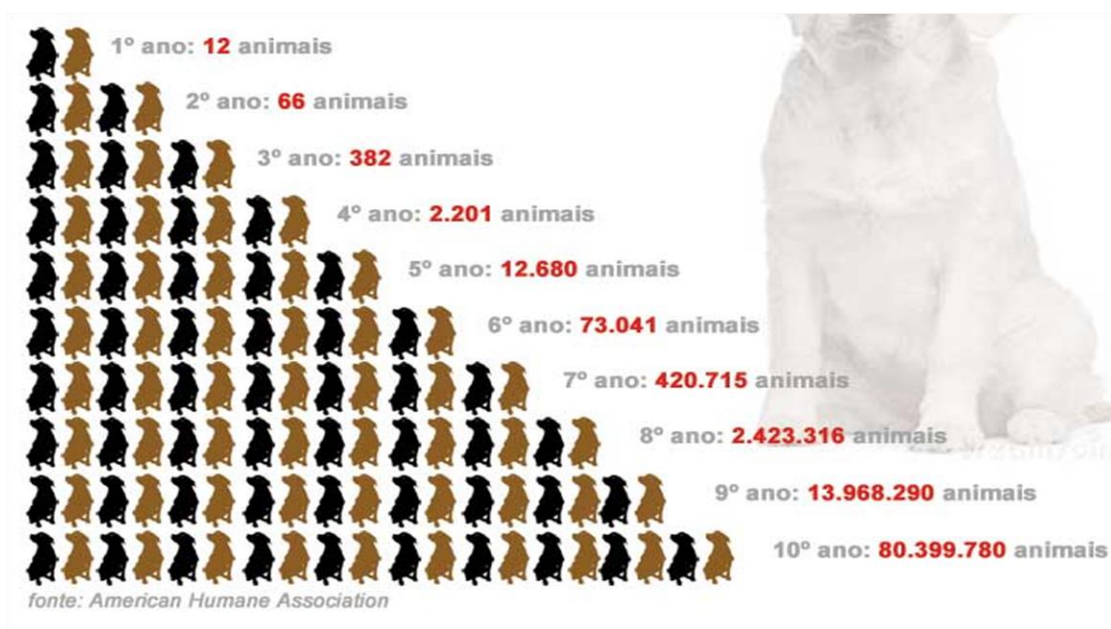 1º ano: 12 animais
2º ano: 66 animais
3º ano: 382 animais
4º ano: 2.201 animais
5º ano: 12.680 animais
6º ano: 73.041 animais
7º ano: 420.715 animais
8º ano: 2.423.316 animais
9º ano: 13.968.290 animais
10º ano: 80.399.780 animais
fonte: American Humane Association